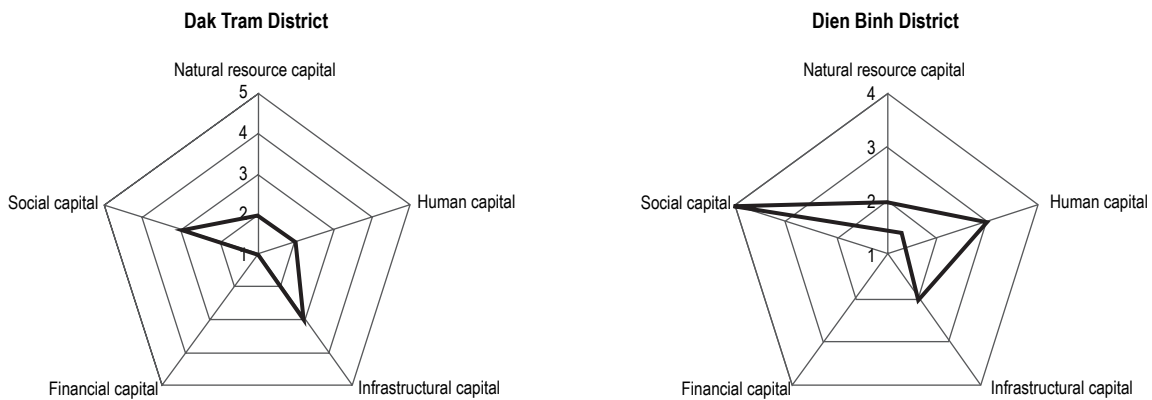 Dak Tram District
Natural resource capital
5
4
3
2
1
Social capital
Human capital
Financial capital
Infrastructural capital
Dien Binh District
Natural resource capital
4
3
2
1
Social capital
Human capital
Financial capital
Infrastructural capital